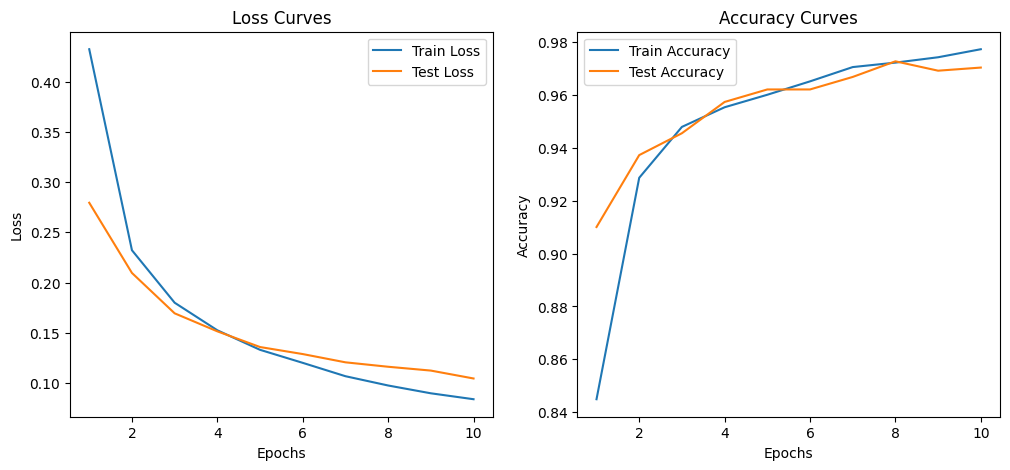 Loss Curves
Train Loss
Test Loss
0.40
0.35
0.30
0.25
0.20
0.15
0.10
Loss
2 4 6 8 10
Epochs
Accuracy Curves
Train Accuracy
Test Accuracy
0.98
0.96
0.94
0.92
0.90
0.88
0.86
0.84
Accuracy
2 4 6 8 10
Epochs